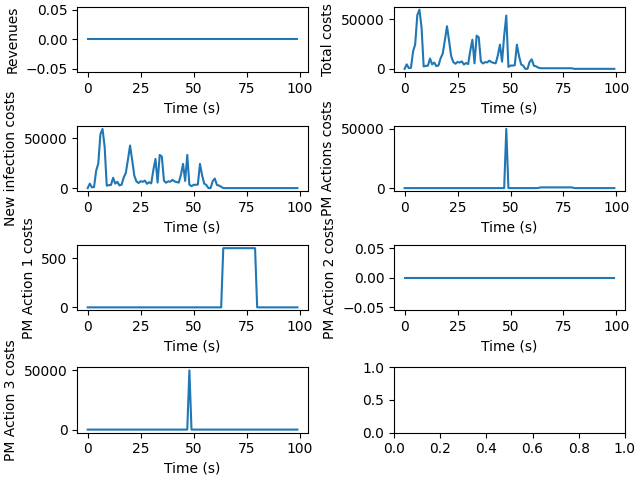 Revenues
0.05
0.00
−0.05
0 25 50 75 100
Time (s)
Total costs
50000
0
0 25 50 75 100
Time (s)
New infection costs
50000
0
0 25 50 75 100
Time (s)
PM Actions costs
50000
0
0 25 50 75 100
Time (s)
PM Action 1 costs
500
0
0 25 50 75 100
Time (s)
PM Action 2 costs
0.05
0.00
−0.05
0 25 50 75 100
Time (s)
PM Action 3 costs
50000
0
0 25 50 75 100
Time (s)
1.0
0.5
0.0
0.0 0.2 0.4 0.6 0.8 1.0